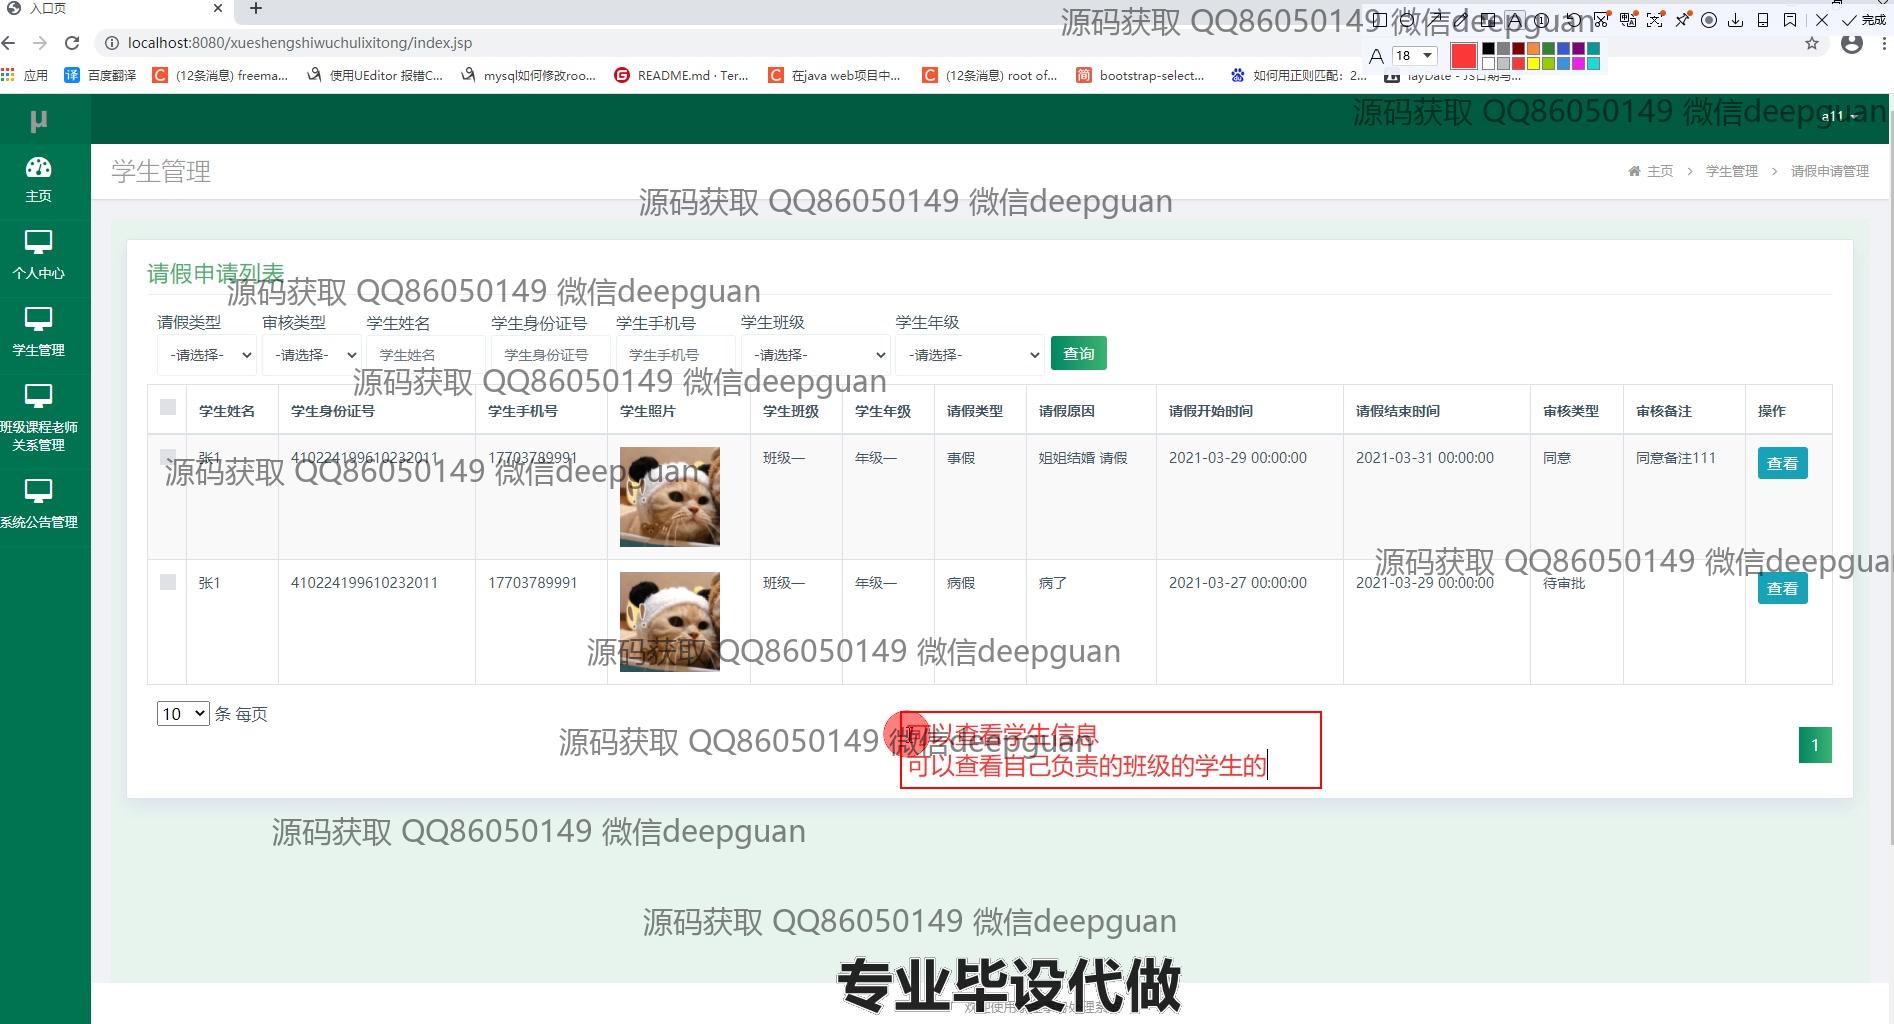 入口页
localhost:8080/xueshengshiwuchulixitong/index.jsp
完成
应用 百度翻译 (12条消息) freema... 使用UEditor 报错C... mysql如何修改roo... README.md · Ter... 在java web项目中... (12条消息) root of... bootstrap-select... 如何用正则匹配：2... layDate - JS日期与...
18
源码获取 QQ86050149 微信deepguan
源码获取 QQ86050149 微信deepguan
μ
a11
主页
个人中心
学生管理
班级课程老师
关系管理
系统公告管理
学生管理
主页 > 学生管理 > 请假申请管理
源码获取 QQ86050149 微信deepguan
请假申请列表
源码获取 QQ86050149 微信deepguan
请假类型 审核类型 学生姓名 学生身份证号 学生手机号 学生班级 学生年级
-请选择- -请选择- 学生姓名 学生身份证号 学生手机号 -请选择- -请选择- 查询
源码获取 QQ86050149 微信deepguan
学生姓名 学生身份证号 学生手机号 学生照片 学生班级 学生年级 请假类型 请假原因 请假开始时间 请假结束时间 审核类型 审核备注 操作
张1 410224199610232011 17703789991 班级一 年级一 事假 姐姐结婚 请假 2021-03-29 00:00:00 2021-03-31 00:00:00 同意 同意备注111 查看
源码获取 QQ86050149 微信deepguan
源码获取 QQ86050149 微信deepguan
张1 410224199610232011 17703789991 班级一 年级一 病假 病了 2021-03-27 00:00:00 2021-03-29 00:00:00 待审批 查看
源码获取 QQ86050149 微信deepguan
10 条 每页
源码获取 QQ86050149 微信deepguan
可以查看学生信息
可以查看自己负责的班级的学生的
1
源码获取 QQ86050149 微信deepguan
源码获取 QQ86050149 微信deepguan
专业毕设代做